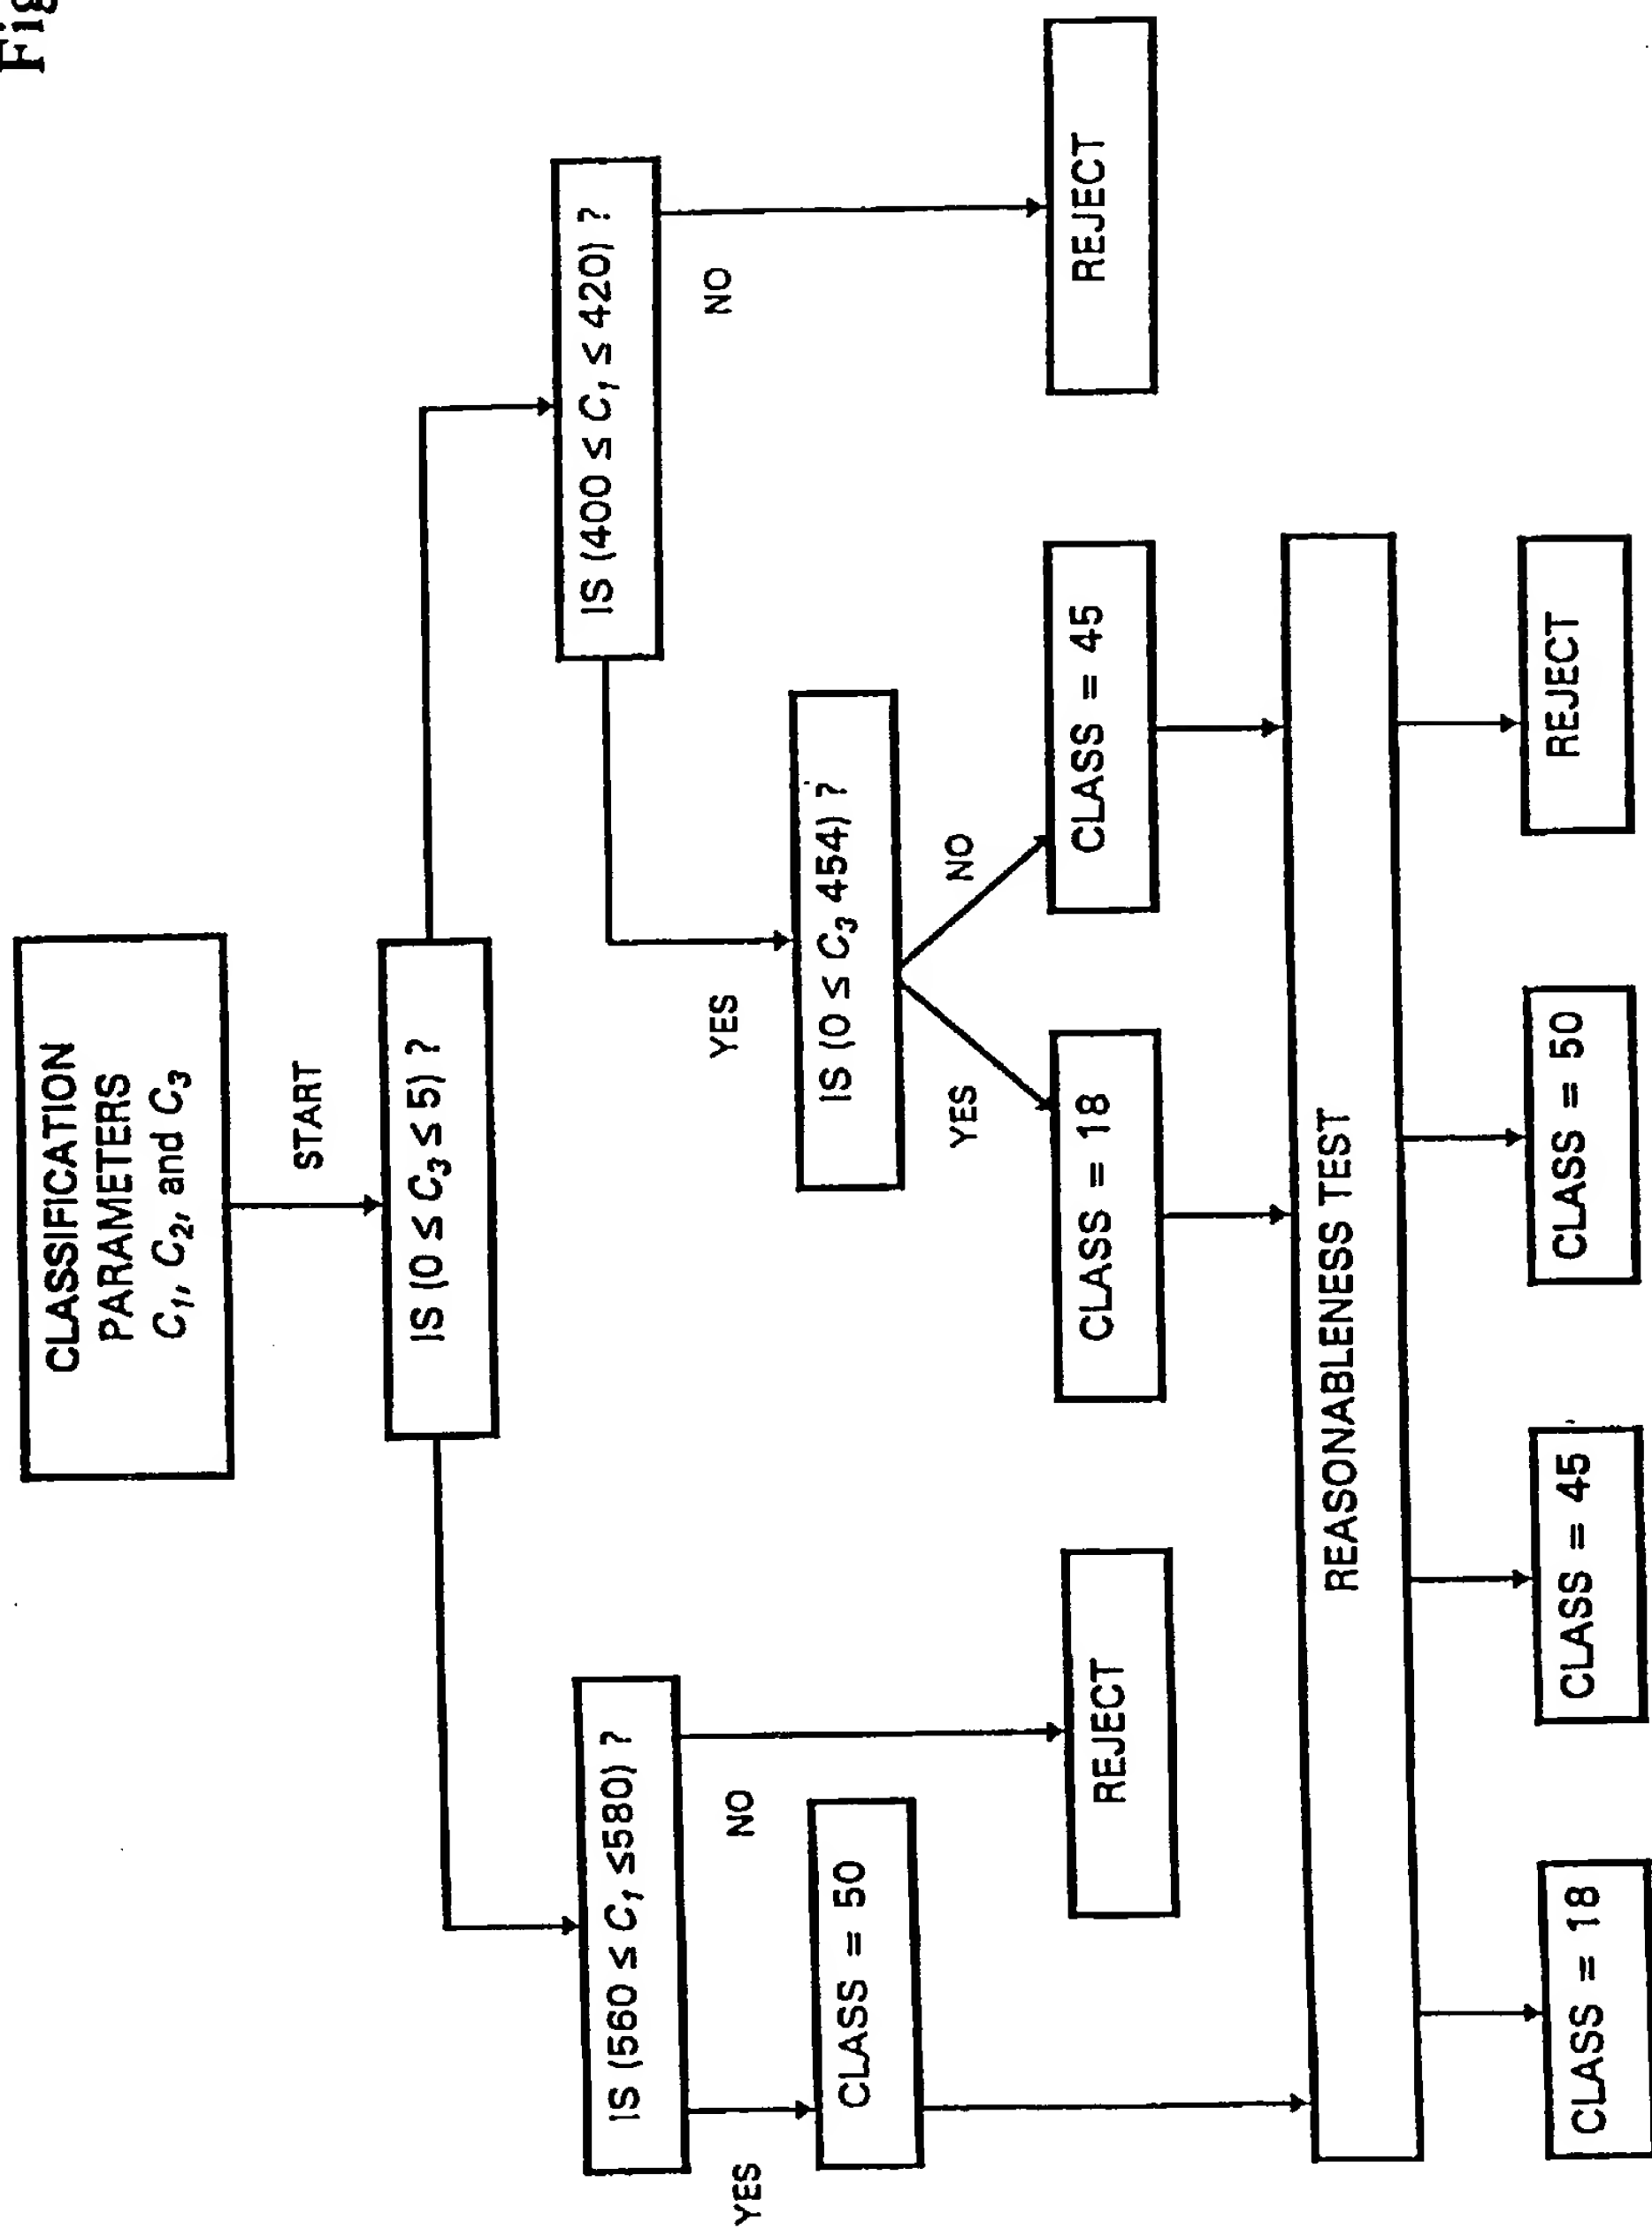 Fig
CLASSIFICATION
PARAMETERS
C₁, C₂, and C₃
START
IS (0 ≤ C₃ ≤ 5) ?
IS (560 ≤ C₁ ≤580) ?
IS (400 ≤ C₁ ≤ 420) ?
YES
NO
YES
NO
CLASS = 50
IS (0 ≤ C₃ 454) ?
YES
NO
REJECT
CLASS = 18
CLASS = 45
REJECT
REASONABLENESS TEST
CLASS = 18
CLASS = 45
CLASS = 50
REJECT